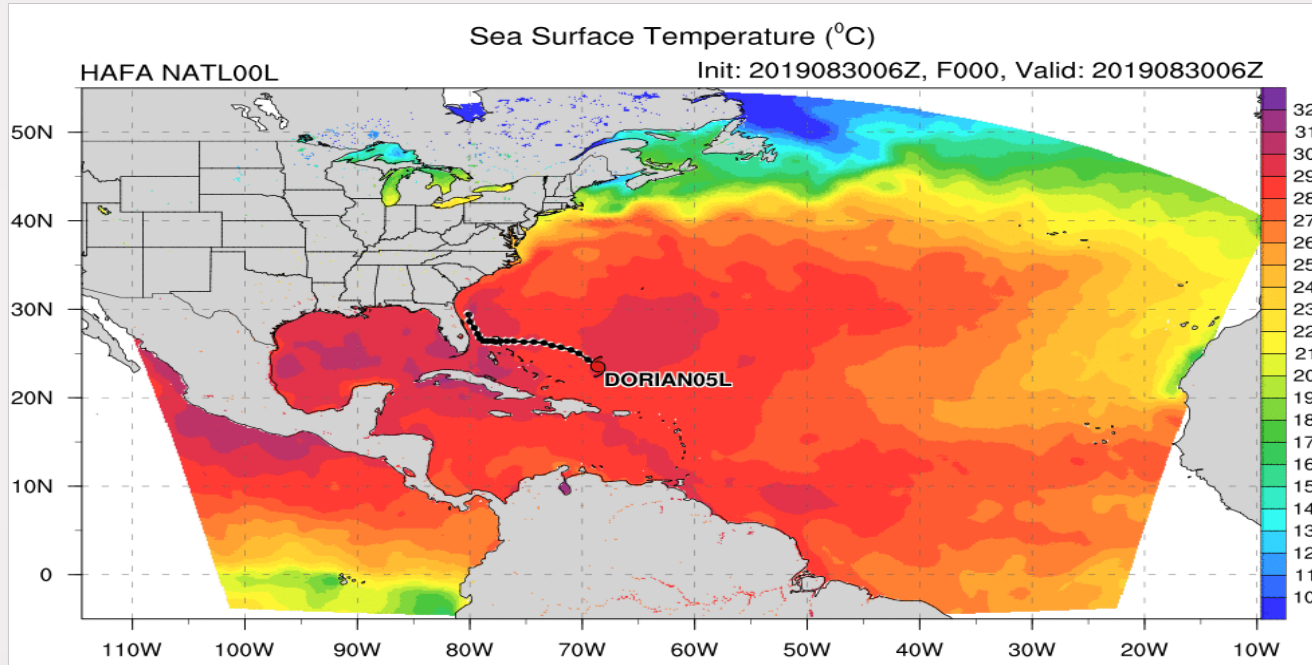 Sea Surface Temperature (⁰C)
HAFA NATL00L
Init: 2019083006Z, F000, Valid: 2019083006Z
50N
40N
30N
20N
10N
0
DORIAN05L
32
31
30
29
28
27
26
25
24
23
22
21
20
19
18
17
16
15
14
13
12
11
10
110W 100W 90W 80W 70W 60W 50W 40W 30W 20W 10W